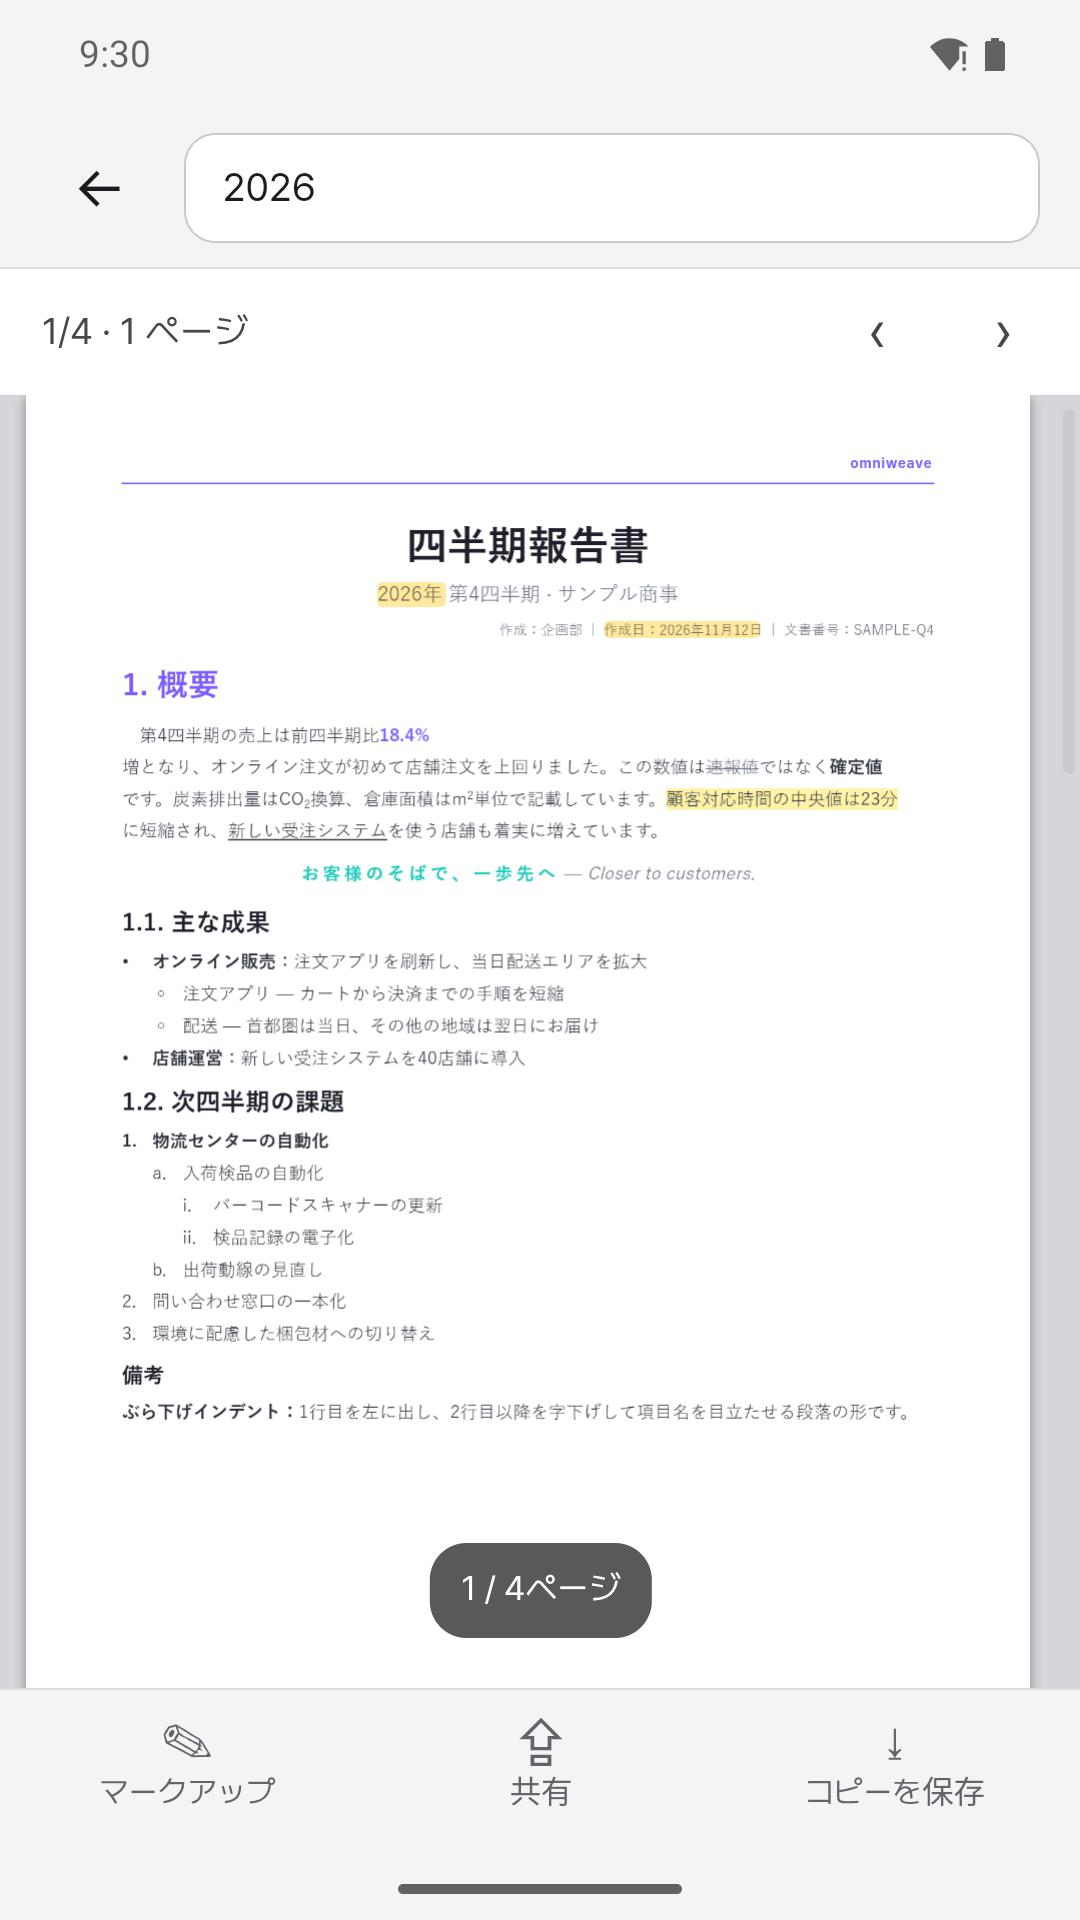 9:30
2026
1/4 · 1 ページ
omniweave
四半期報告書
2026年 第4四半期 · サンプル商事
作成：企画部 ｜ 作成日：2026年11月12日 ｜ 文書番号：SAMPLE-Q4
1. 概要
第4四半期の売上は前四半期比18.4%
増となり、オンライン注文が初めて店舗注文を上回りました。この数値は速報値ではなく確定値
です。炭素排出量はCO₂換算、倉庫面積はm²単位で記載しています。顧客対応時間の中央値は23分
に短縮され、新しい受注システムを使う店舗も着実に増えています。
お客様のそばで、一歩先へ — Closer to customers.
1.1. 主な成果
• オンライン販売：注文アプリを刷新し、当日配送エリアを拡大
◦ 注文アプリ — カートから決済までの手順を短縮
◦ 配送 — 首都圏は当日、その他の地域は翌日にお届け
• 店舗運営：新しい受注システムを40店舗に導入
1.2. 次四半期の課題
1. 物流センターの自動化
a. 入荷検品の自動化
i. バーコードスキャナーの更新
ii. 検品記録の電子化
b. 出荷動線の見直し
2. 問い合わせ窓口の一本化
3. 環境に配慮した梱包材への切り替え
備考
ぶら下げインデント：1行目を左に出し、2行目以降を字下げして項目名を目立たせる段落の形です。
1 / 4ページ
マークアップ
共有
コピーを保存